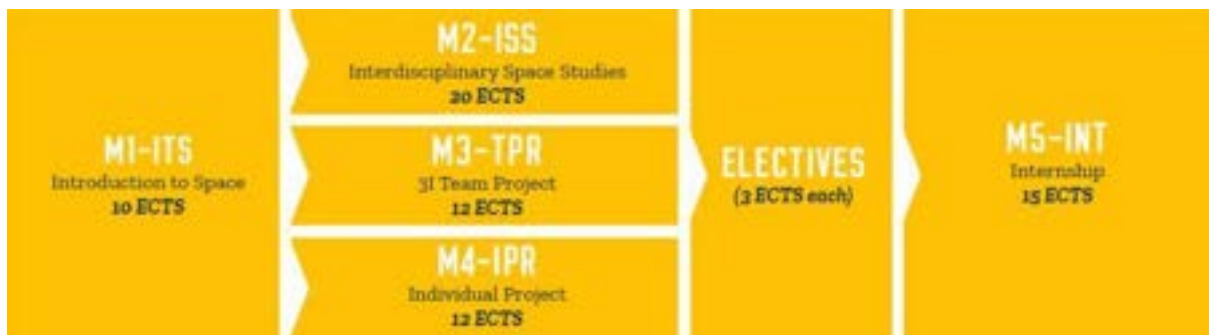 M1-ITS
Introduction to Space
10 ECTS
M2-ISS
Interdisciplinary Space Studies
20 ECTS
M3-TPR
3I Team Project
12 ECTS
M4-IPR
Individual Project
12 ECTS
ELECTIVES
(3 ECTS each)
M5-INT
Internship
15 ECTS